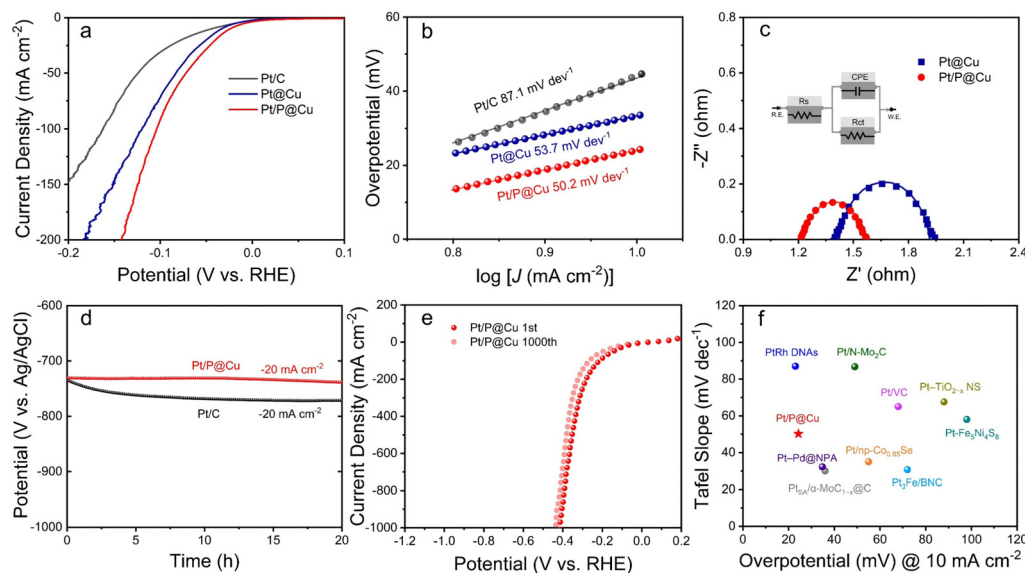 a
Current Density (mA cm⁻²)
0
-50
-100
-150
-200
Pt/C
Pt@Cu
Pt/P@Cu
-0.2
-0.1
0.0
0.1
Potential (V vs. RHE)
b
Overpotential (mV)
60
40
20
0
Pt/C 87.1 mV dev⁻¹
Pt@Cu 53.7 mV dev⁻¹
Pt/P@Cu 50.2 mV dev⁻¹
0.8
0.9
1.0
log [J (mA cm⁻²)]
c
-Z'' (ohm)
0.8
0.6
0.4
0.2
0.0
Pt@Cu
Pt/P@Cu
CPE
Rs
R.E.
W.E.
Rct
1.2
1.5
1.8
2.1
2.4
Z' (ohm)
d
Potential (V vs. Ag/AgCl)
-600
-700
-800
-900
-1000
Pt/P@Cu
-20 mA cm⁻²
Pt/C
-20 mA cm⁻²
0
5
10
15
20
Time (h)
e
Current Density (mA cm⁻²)
200
0
-200
-400
-600
-800
-1000
Pt/P@Cu 1st
Pt/P@Cu 1000th
-1.2
-1.0
-0.8
-0.6
-0.4
-0.2
0.0
0.2
Potential (V vs. RHE)
f
Tafel Slope (mV dec⁻¹)
120
100
80
60
40
20
0
PtRh DNAs
Pt/N-Mo₂C
Pt/VC
Pt–TiO₂₋ₓ NS
Pt/P@Cu
Pt-Fe₅Ni₄S₈
Pt–Pd@NPA
Pt/np-Co₀.₈₅Se
Pt_SA/α-MoC₁₋ₓ@C
Pt₃Fe/BNC
0
20
40
60
80
100
120
Overpotential (mV) @ 10 mA cm⁻²